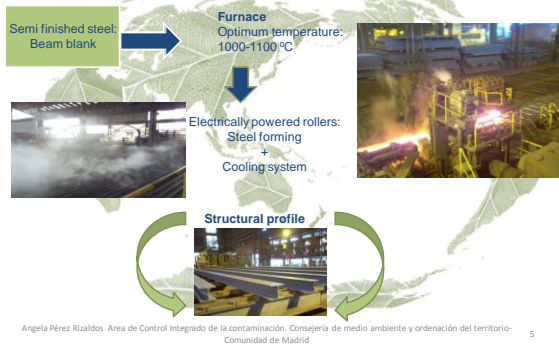 Semi finished steel:
Beam blank
Furnace
Optimum temperature:
1000-1100 ºC
Electrically powered rollers:
Steel forming
+
Cooling system
Structural profile
Angela Pérez Rizaldos Area de Control Integrado de la contaminación. Consejería de medio ambiente y ordenación del territorio-
Comunidad de Madrid
5